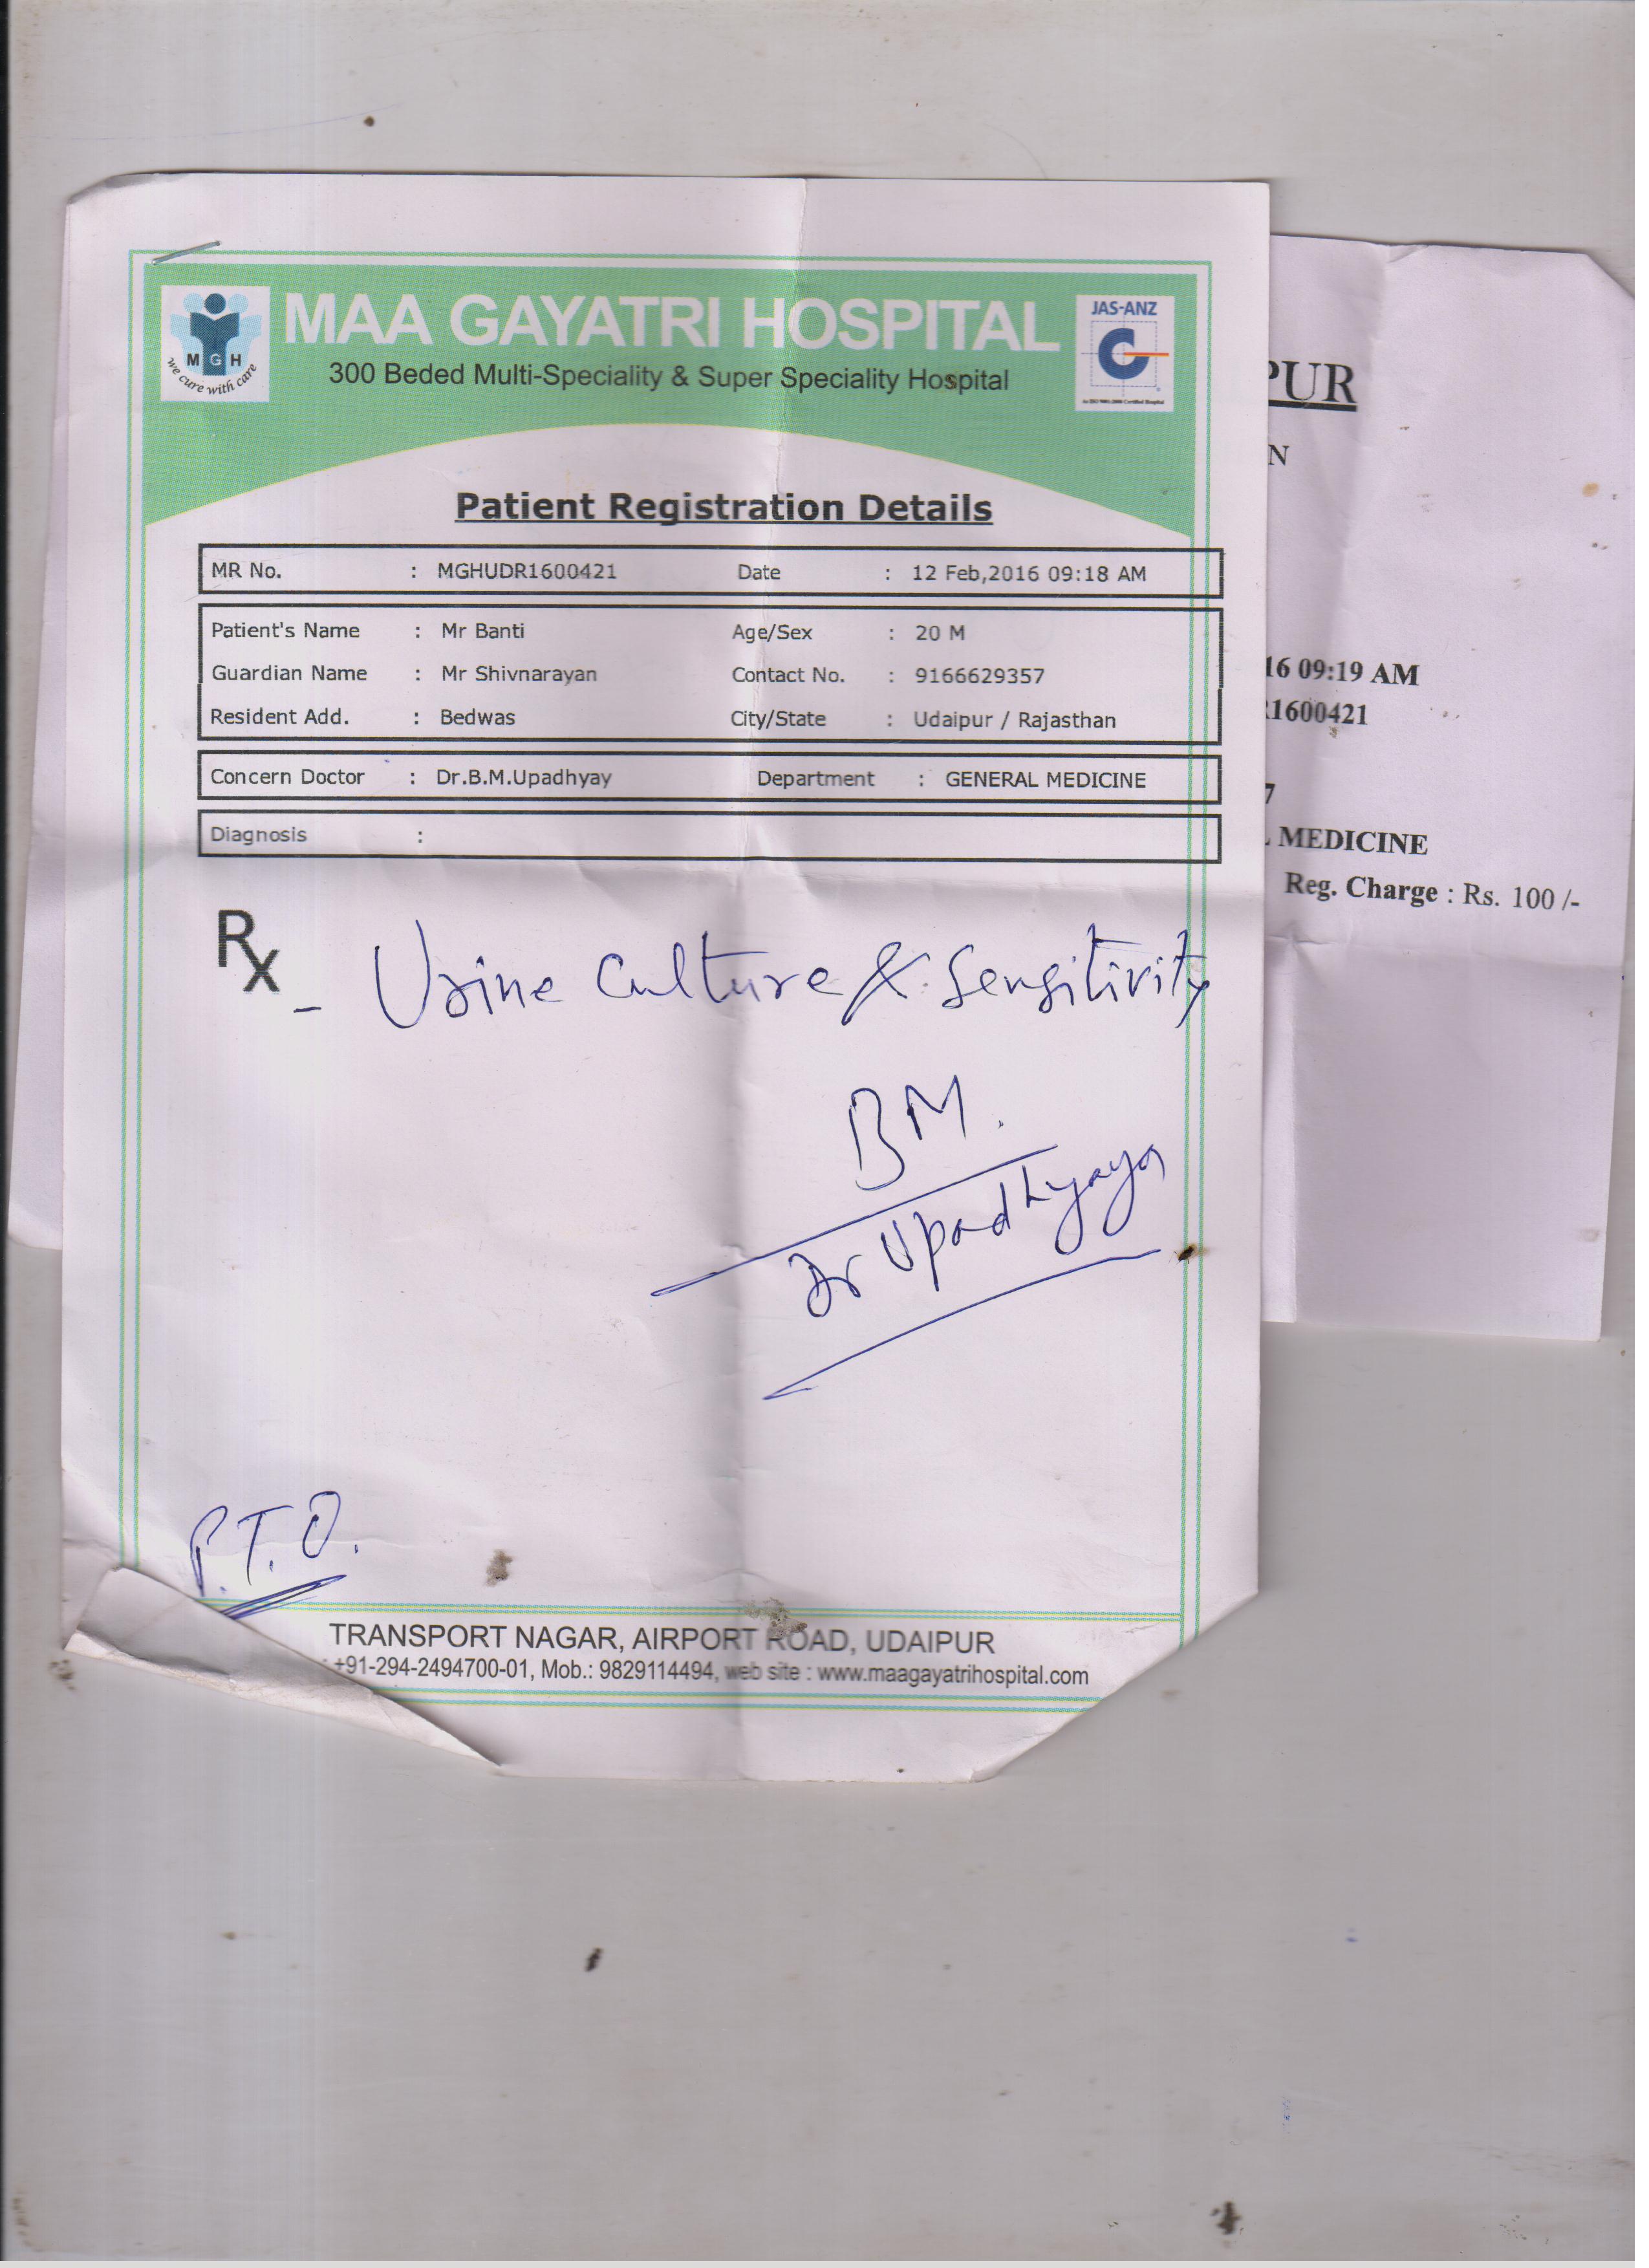 MAA GAYATRI HOSPITAL
300 Beded Multi-Speciality & Super Speciality Hospital
M G H
we cure with care
JAS-ANZ
Patient Registration Details
MR No. : MGHUDR1600421 Date : 12 Feb,2016 09:18 AM
Patient's Name : Mr Banti Age/Sex : 20 M
Guardian Name : Mr Shivnarayan Contact No. : 9166629357
Resident Add. : Bedwas City/State : Udaipur / Rajasthan
Concern Doctor : Dr.B.M.Upadhyay Department : GENERAL MEDICINE
Diagnosis :
Rx
- Urine Culture & Sensitivity
BM.
Dr Upadhyaya
P.T.O.
TRANSPORT NAGAR, AIRPORT ROAD, UDAIPUR
: +91-294-2494700-01, Mob.: 9829114494, web site : www.maagayatrihospital.com
PUR
N
16 09:19 AM
1600421
7
MEDICINE
Reg. Charge : Rs. 100 /-